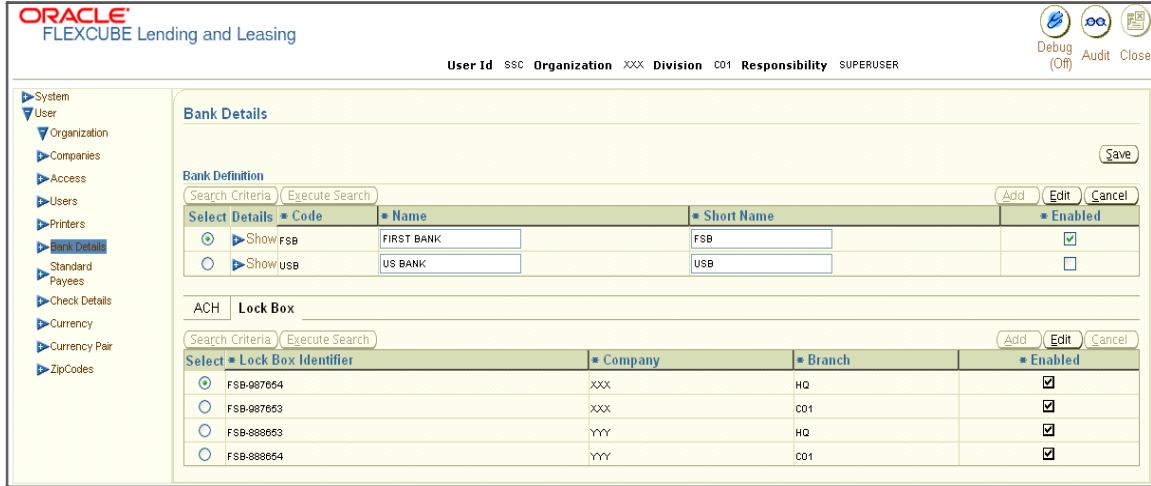 ORACLE
FLEXCUBE Lending and Leasing
Debug (Off) Audit Close
User Id SSC Organization XXX Division C01 Responsibility SUPERUSER
System
User
Organization
Companies
Access
Users
Printers
Bank Details
Standard Payees
Check Details
Currency
Currency Pair
ZipCodes
Bank Details
Save
Bank Definition
Search Criteria Execute Search Add Edit Cancel
Select Details * Code * Name * Short Name * Enabled
Show FSB FIRST BANK FSB
Show USB US BANK USB
ACH Lock Box
Search Criteria Execute Search Add Edit Cancel
Select * Lock Box Identifier * Company * Branch * Enabled
FSB-987654 XXX HQ
FSB-987653 XXX C01
FSB-888653 YYY HQ
FSB-888654 YYY C01